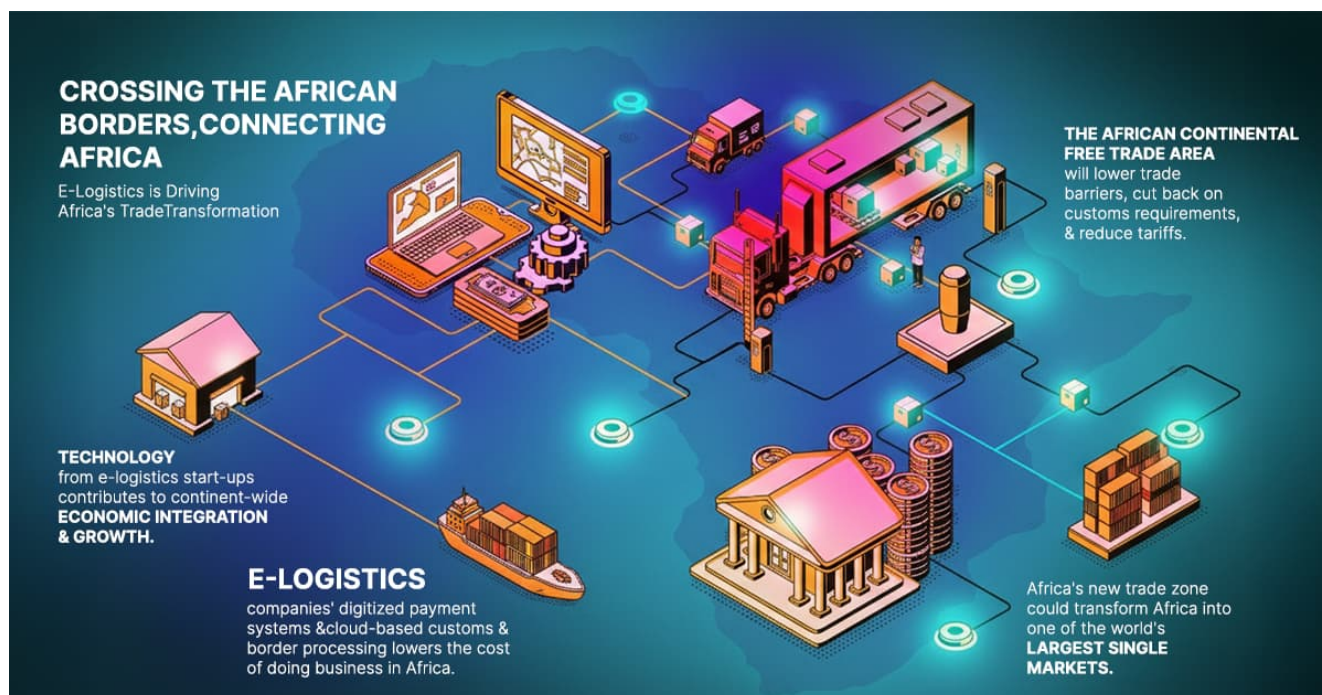 CROSSING THE AFRICAN
BORDERS,CONNECTING
AFRICA
E-Logistics is Driving
Africa's TradeTransformation
THE AFRICAN CONTINENTAL
FREE TRADE AREA
will lower trade
barriers, cut back on
customs requirements,
& reduce tariffs.
TECHNOLOGY
from e-logistics start-ups
contributes to continent-wide
ECONOMIC INTEGRATION
& GROWTH.
E-LOGISTICS
companies' digitized payment
systems &cloud-based customs &
border processing lowers the cost
of doing business in Africa.
Africa's new trade zone
could transform Africa into
one of the world's
LARGEST SINGLE
MARKETS.